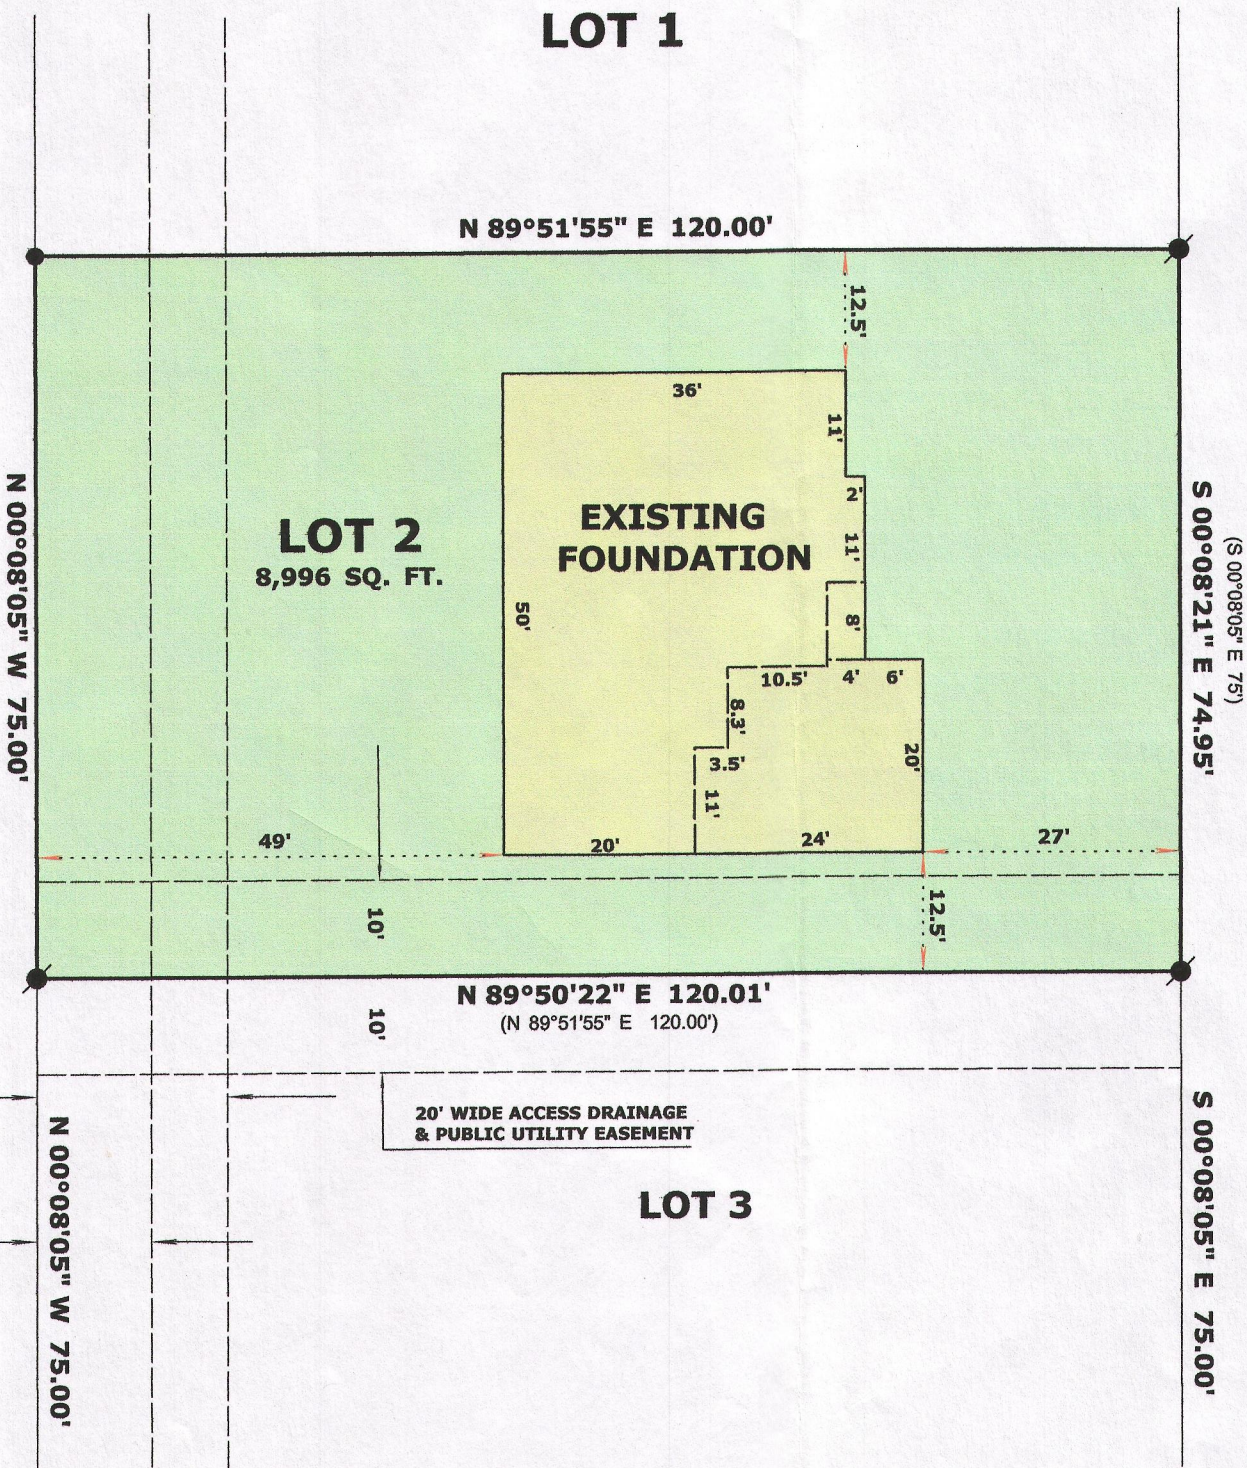 LOT 1
N 89°51'55" E 120.00'
12.5'
36'
11'
2'
EXISTING
FOUNDATION
11'
LOT 2
8,996 SQ. FT.
50'
8'
10.5'
4'
6'
8.3'
20'
3.5'
11'
49'
20'
24'
27'
10'
12.5'
N 00°08'05" W 75.00'
S 00°08'21" E 74.95'
(S 00°08'05" E 75')
N 89°50'22" E 120.01'
(N 89°51'55" E 120.00')
10'
20' WIDE ACCESS DRAINAGE
& PUBLIC UTILITY EASEMENT
LOT 3
N 00°08'05" W 75.00'
S 00°08'05" E 75.00'